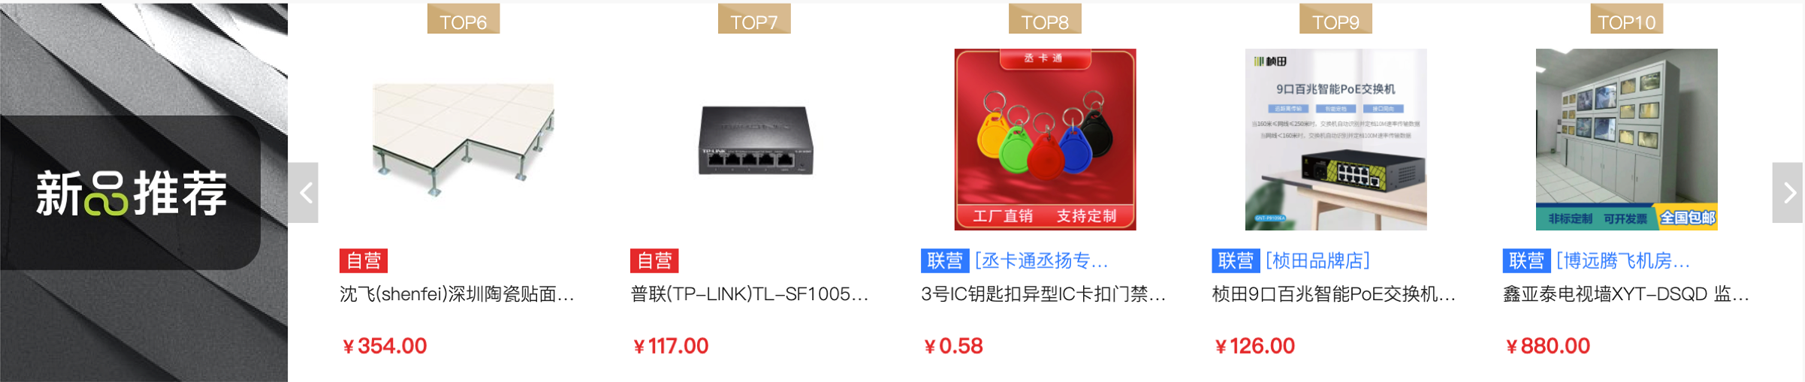 新品推荐
TOP6
自营
沈飞(shenfei)深圳陶瓷贴面...
¥354.00
TOP7
TP-Link
自营
普联(TP-LINK)TL-SF1005...
¥117.00
TOP8
丞卡通
工厂直销 支持定制
联营 [丞卡通丞扬专...
3号IC钥匙扣异型IC卡扣门禁...
¥0.58
TOP9
桢田
9口百兆智能PoE交换机
联营 [桢田品牌店]
桢田9口百兆智能PoE交换机...
¥126.00
TOP10
非标定制 可开发票 全国包邮
联营 [博远腾飞机房...
鑫亚泰电视墙XYT-DSQD 监...
¥880.00